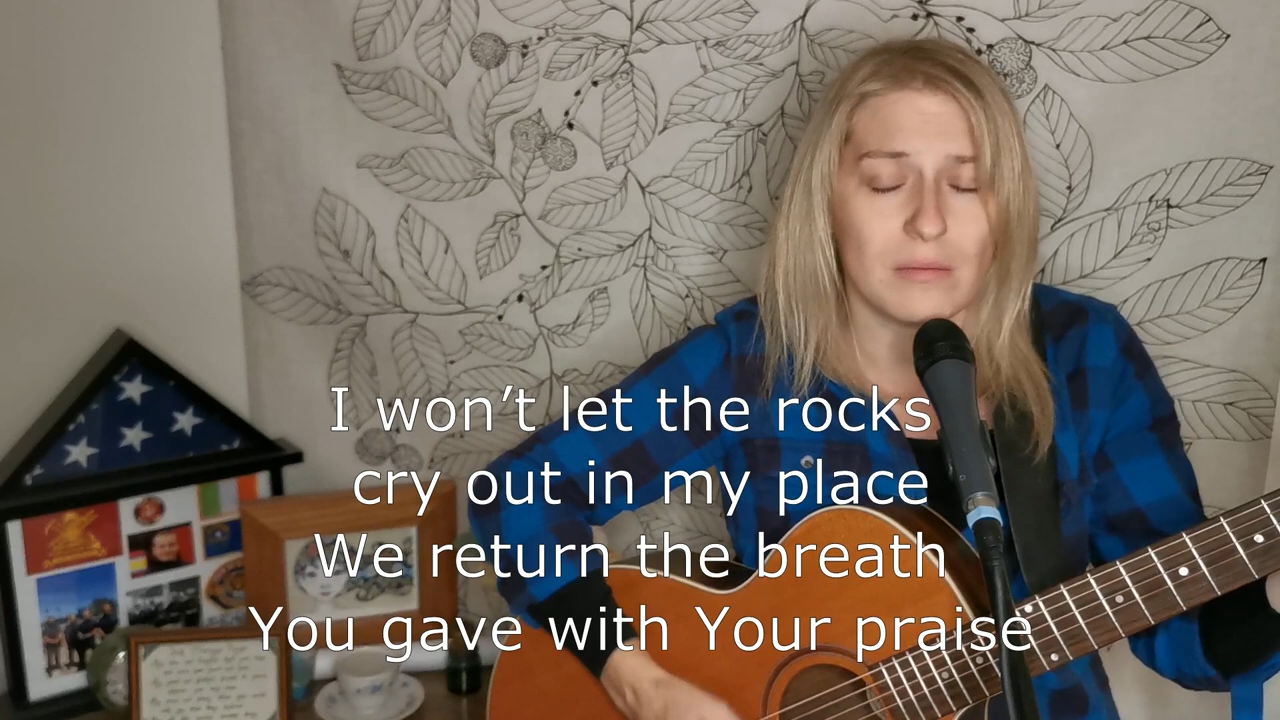 I won’t let the rocks
cry out in my place
We return the breath
You gave with Your praise